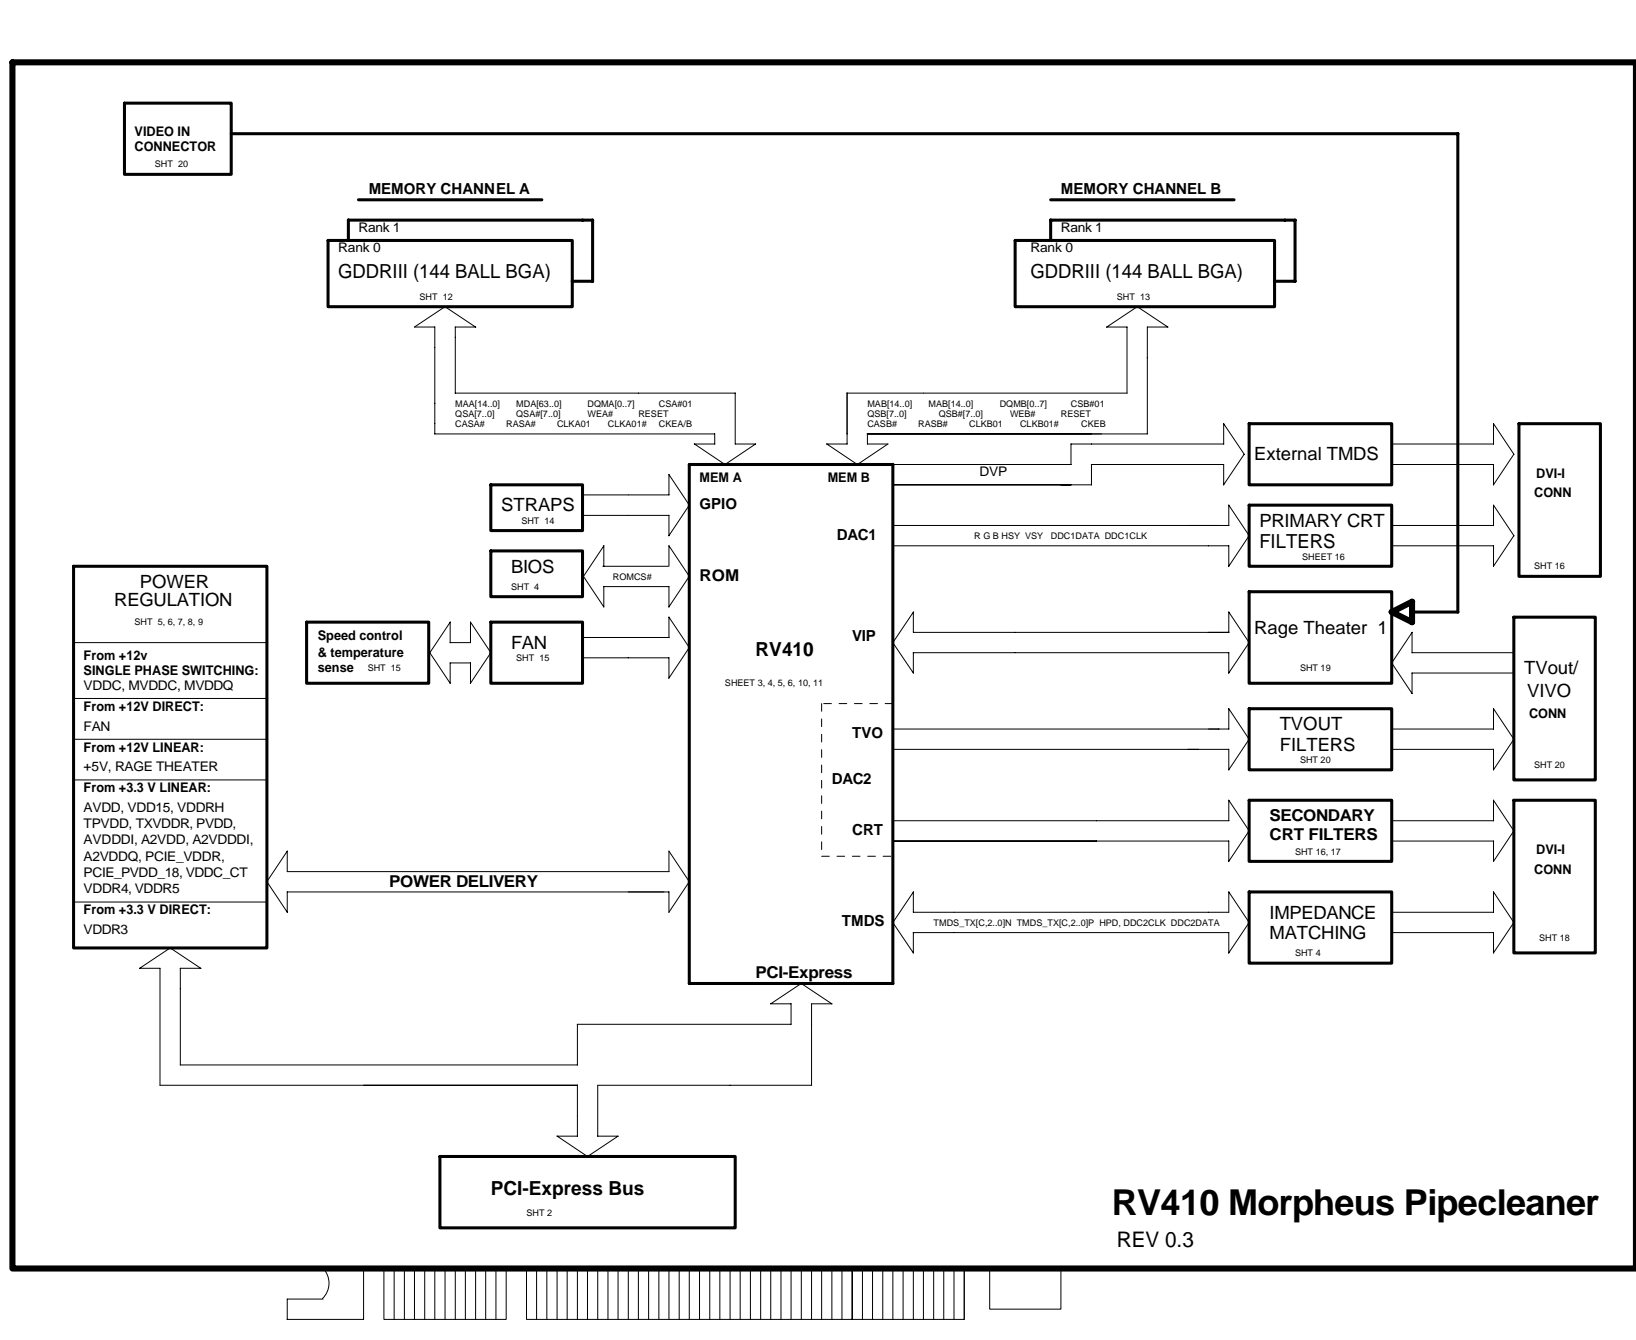 VIDEO IN
CONNECTOR
SHT 20
MEMORY CHANNEL A
Rank 1
Rank 0
GDDRIII (144 BALL BGA)
SHT 12
MEMORY CHANNEL B
Rank 1
Rank 0
GDDRIII (144 BALL BGA)
SHT 13
MAA[14..0] MDA[63..0] DQMA[0..7] CSA#01
QSA[7..0] QSA#[7..0] WEA# RESET
CASA# RASA# CLKA01 CLKA01# CKEA/B
MAB[14..0] MAB[14..0] DQMB[0..7] CSB#01
QSB[7..0] QSB#[7..0] WEB# RESET
CASB# RASB# CLKB01 CLKB01# CKEB
MEM A
MEM B
GPIO
DAC1
ROM
VIP
RV410
SHEET 3, 4, 5, 6, 10, 11
TVO
DAC2
CRT
TMDS
PCI-Express
STRAPS
SHT 14
BIOS
SHT 4
ROMCS#
Speed control
& temperature
sense SHT 15
FAN
SHT 15
POWER
REGULATION
SHT 5, 6, 7, 8, 9
From +12v
SINGLE PHASE SWITCHING:
VDDC, MVDDC, MVDDQ
From +12V DIRECT:
FAN
From +12V LINEAR:
+5V, RAGE THEATER
From +3.3 V LINEAR:
AVDD, VDD15, VDDRH
TPVDD, TXVDDR, PVDD,
AVDDDI, A2VDD, A2VDDDI,
A2VDDQ, PCIE_VDDR,
PCIE_PVDD_18, VDDC_CT
VDDR4, VDDR5
From +3.3 V DIRECT:
VDDR3
POWER DELIVERY
DVP
External TMDS
R G B HSY VSY DDC1DATA DDC1CLK
PRIMARY CRT
FILTERS
SHEET 16
DVI-I
CONN
SHT 16
Rage Theater 1
SHT 19
TVout/
VIVO
CONN
SHT 20
TVOUT
FILTERS
SHT 20
SECONDARY
CRT FILTERS
SHT 16, 17
TMDS_TX[C,2..0]N TMDS_TX[C,2..0]P HPD, DDC2CLK DDC2DATA
IMPEDANCE
MATCHING
SHT 4
DVI-I
CONN
SHT 18
PCI-Express Bus
SHT 2
RV410 Morpheus Pipecleaner
REV 0.3